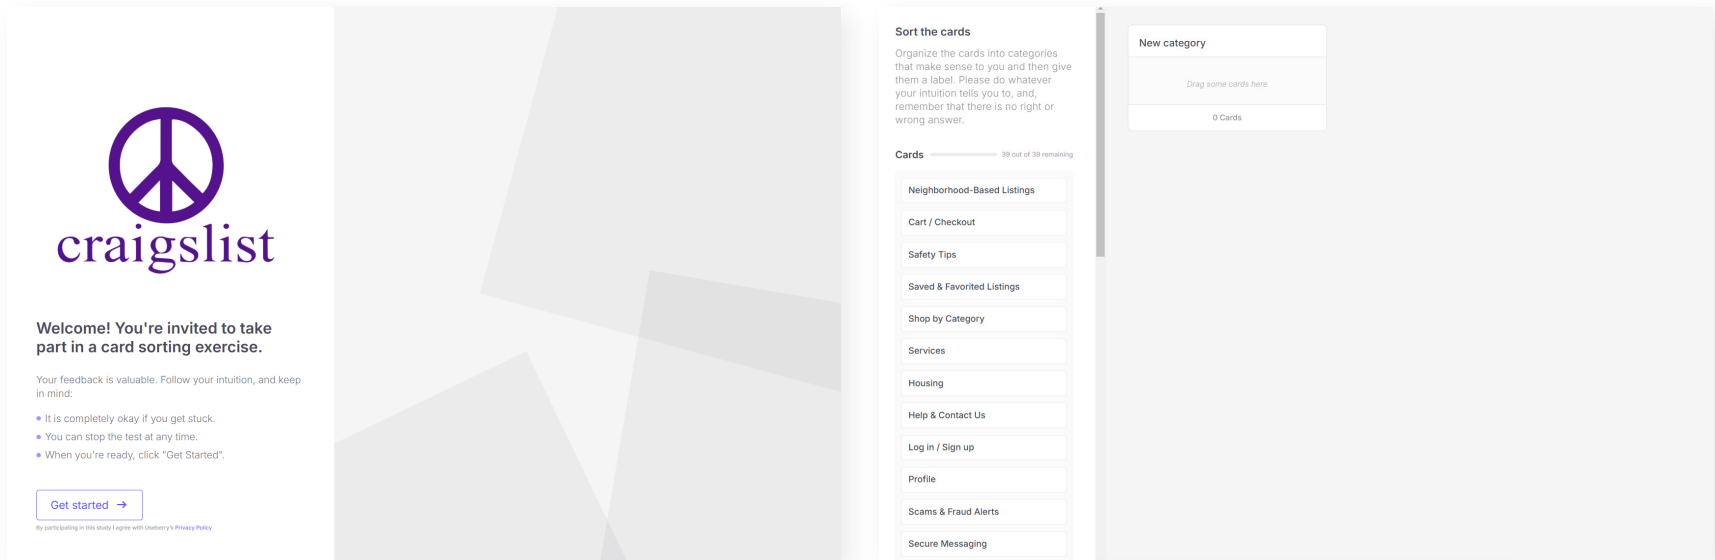 craigslist
Welcome! You're invited to take
part in a card sorting exercise.
Your feedback is valuable. Follow your intuition, and keep
in mind:
It is completely okay if you get stuck.
You can stop the test at any time.
When you're ready, click "Get Started".
Get started →
By participating in this study I agree with Useberry's Privacy Policy
Sort the cards
Organize the cards into categories
that make sense to you and then give
them a label. Please do whatever
your intuition tells you to, and,
remember that there is no right or
wrong answer.
Cards 39 out of 39 remaining
Neighborhood-Based Listings
Cart / Checkout
Safety Tips
Saved & Favorited Listings
Shop by Category
Services
Housing
Help & Contact Us
Log in / Sign up
Profile
Scams & Fraud Alerts
Secure Messaging
New category
Drag some cards here
0 Cards